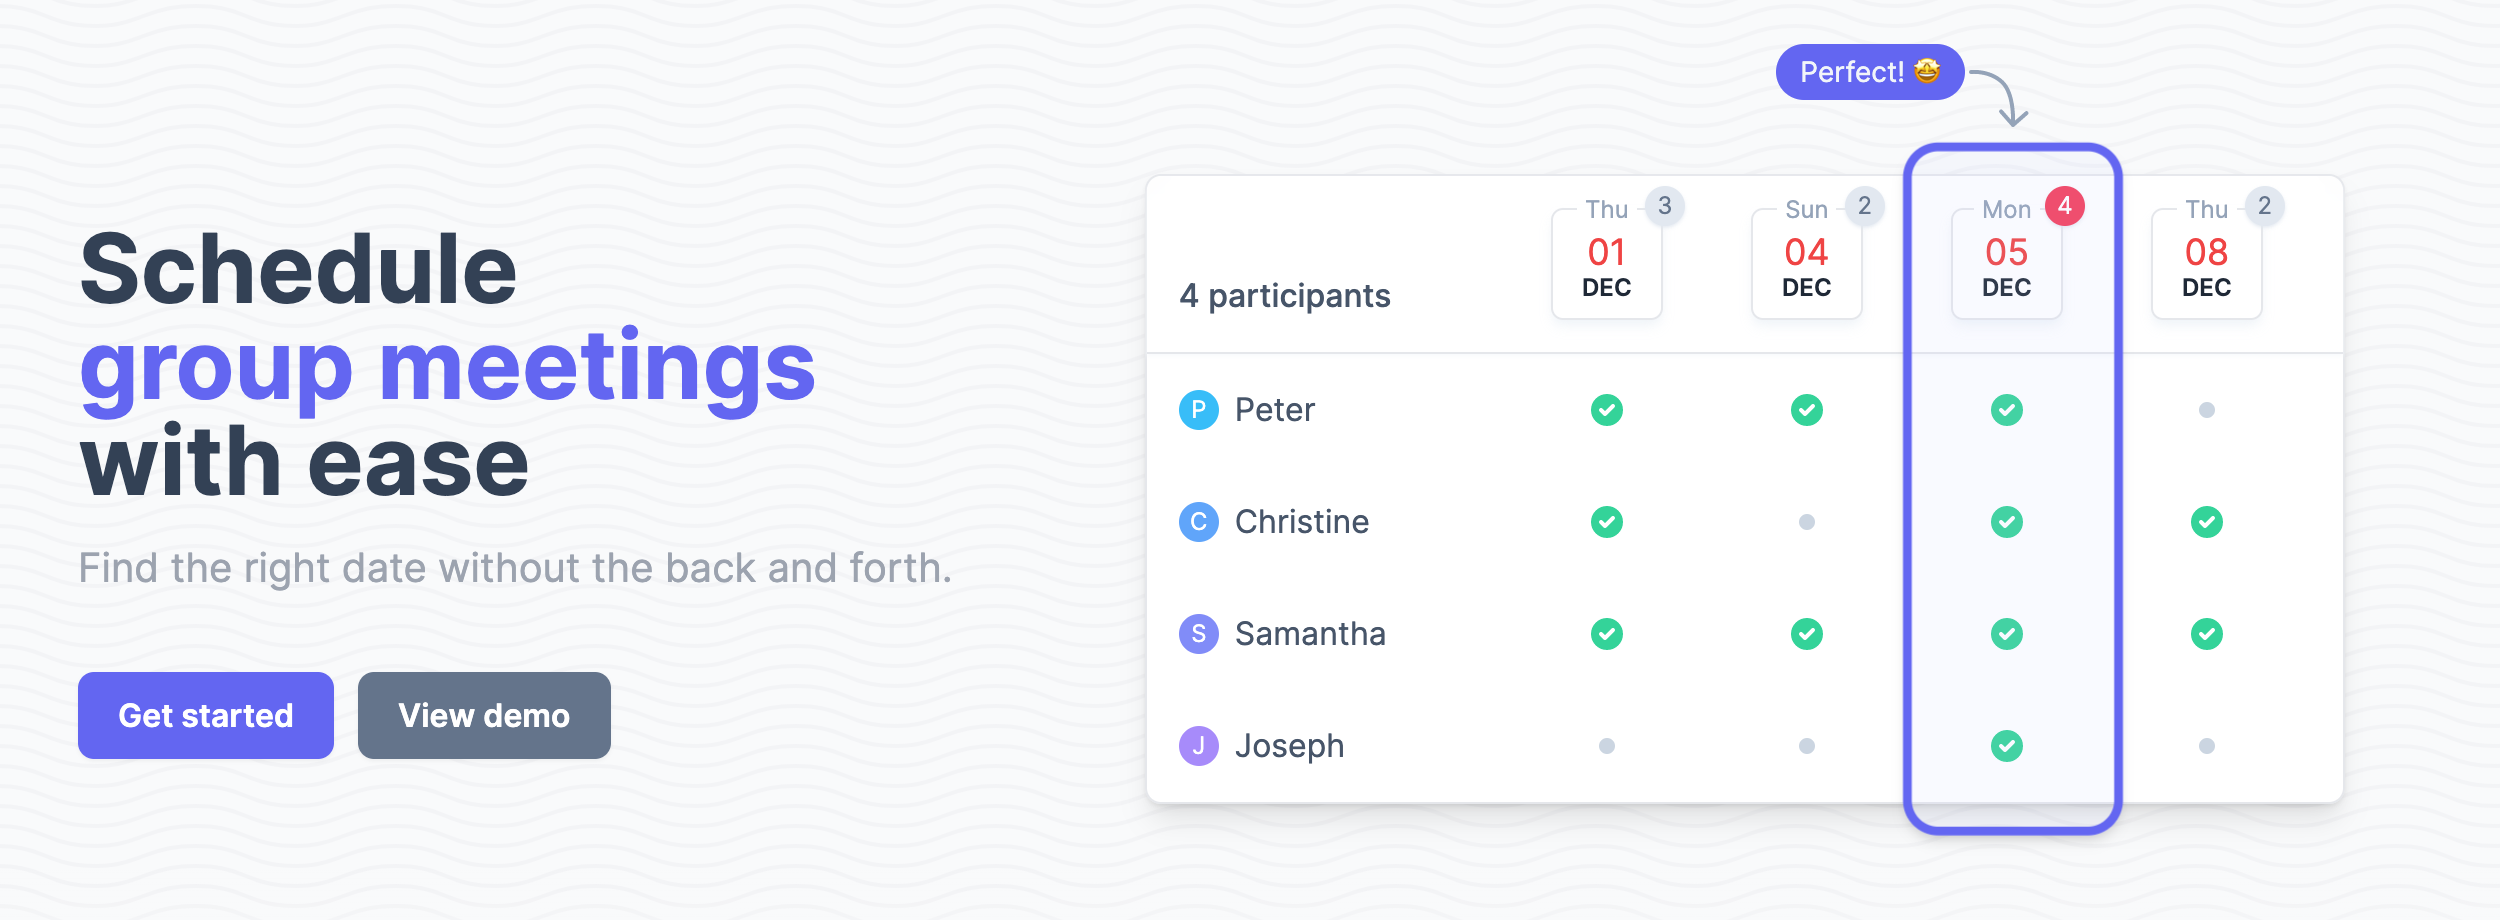 Schedule
group meetings
with ease
Find the right date without the back and forth.
Get started
View demo
Perfect! 🤩
4 participants
Thu 3
01
DEC
Sun 2
04
DEC
Mon 4
05
DEC
Thu 2
08
DEC
P Peter
C Christine
S Samantha
J Joseph